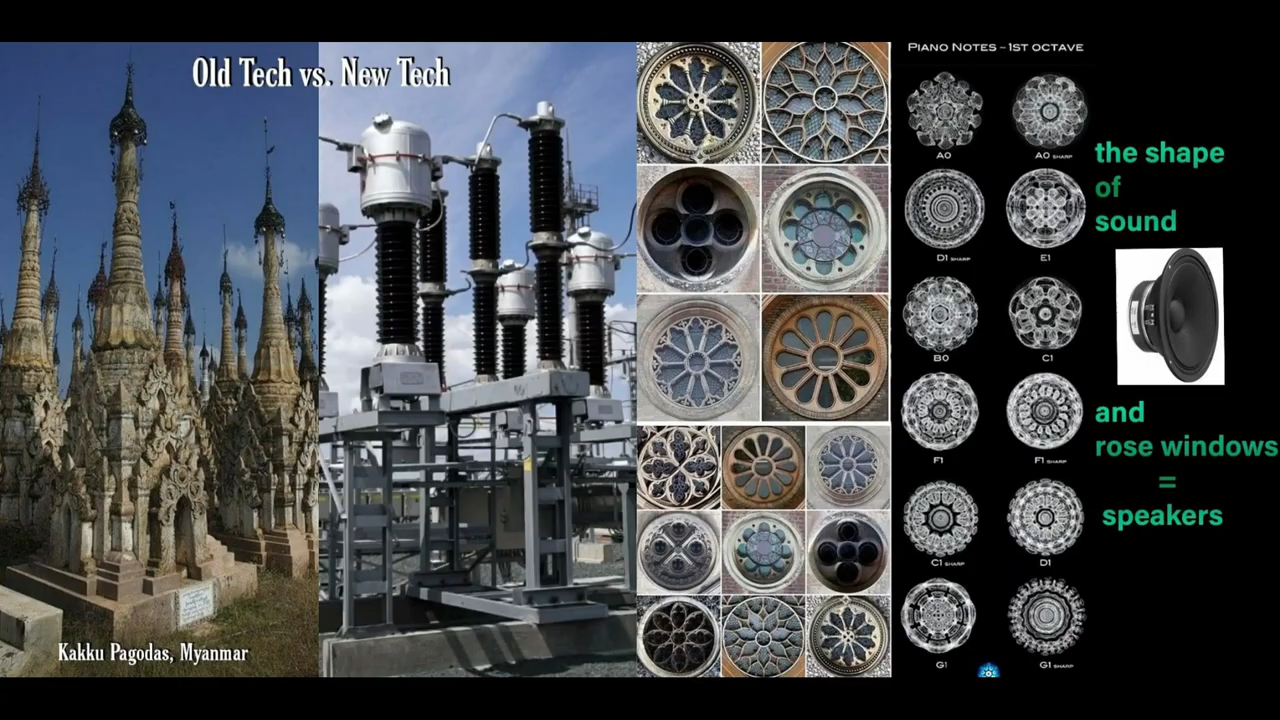 Old Tech vs. New Tech
Kakku Pagodas, Myanmar
PIANO NOTES ~ 1ST OCTAVE
A0
A0 SHARP
D1 SHARP
E1
B0
C1
F1
F1 SHARP
C1 SHARP
D1
G1
G1 SHARP
the shape
of
sound
and
rose windows
=
speakers